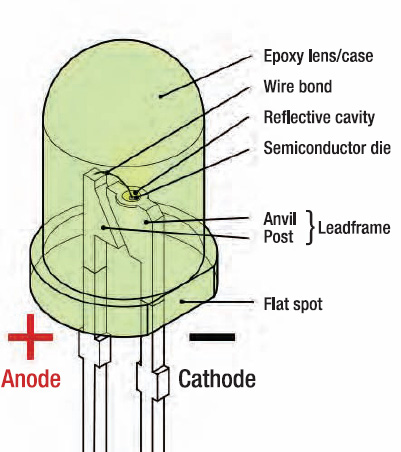 Epoxy lens/case
Wire bond
Reflective cavity
Semiconductor die
Anvil
Post
Leadframe
Flat spot
+
Anode
−
Cathode